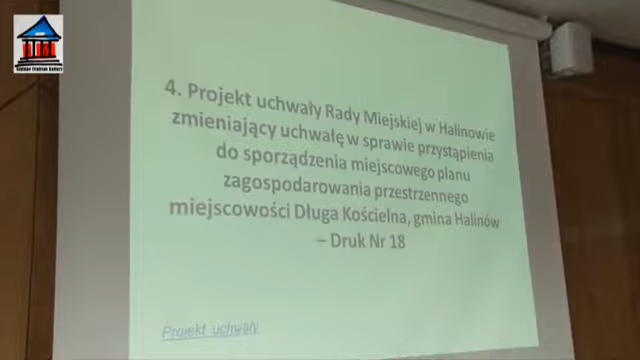 4. Projekt uchwały Rady Miejskiej w Halinowie
zmieniający uchwałę w sprawie przystąpienia
do sporządzenia miejscowego planu
zagospodarowania przestrzennego
miejscowości Długa Kościelna, gmina Halinów
– Druk Nr 18
Projekt uchwały